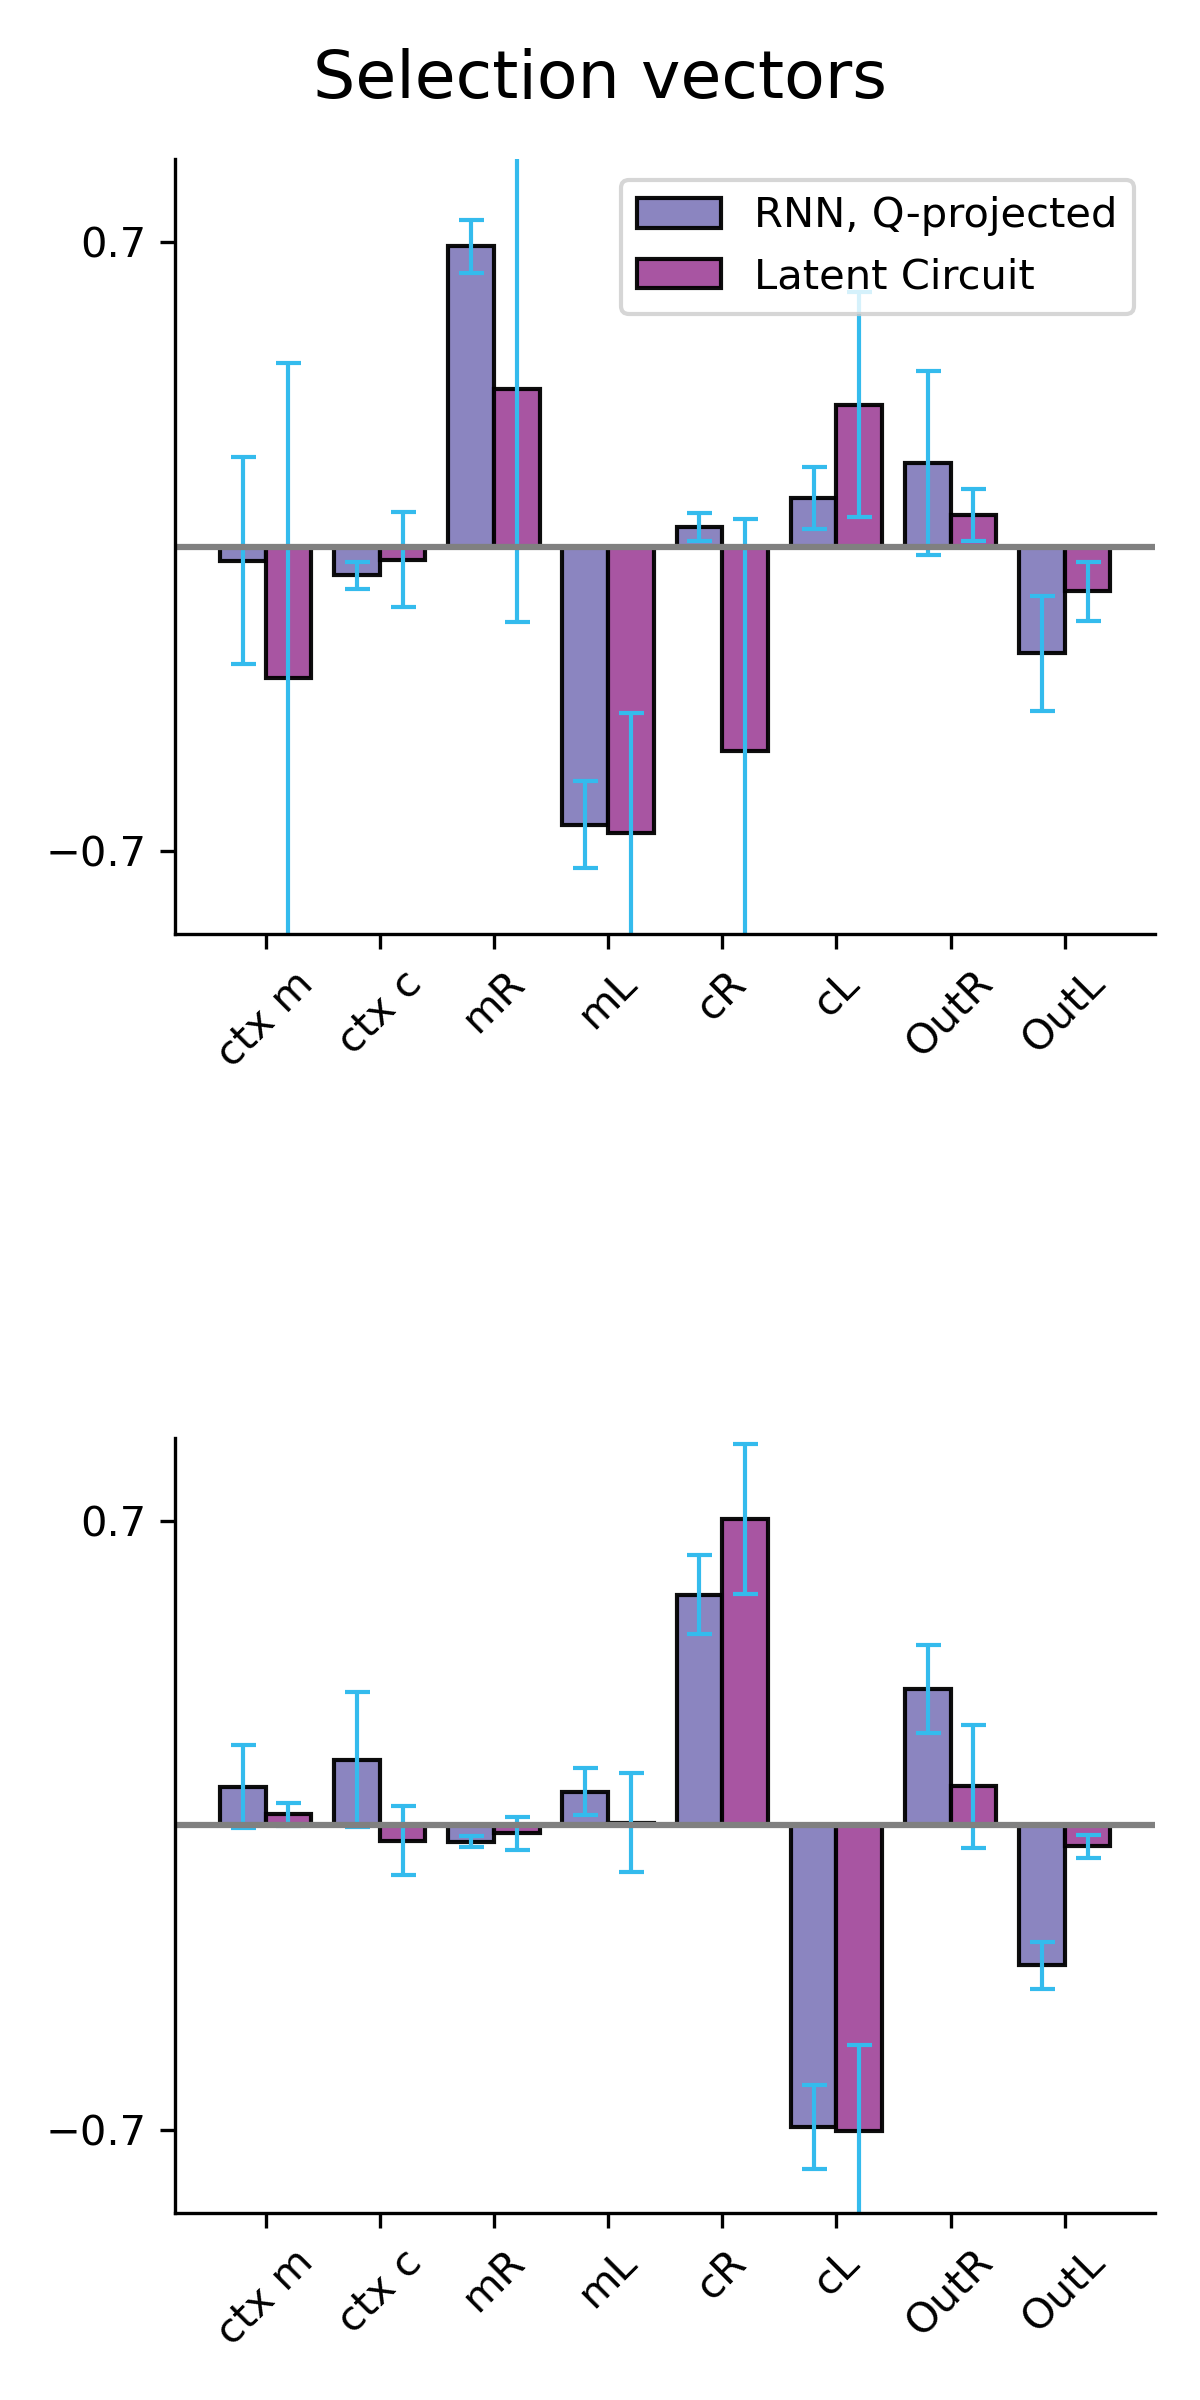 Selection vectors
RNN, Q-projected
Latent Circuit
0.7
−0.7
ctx m
ctx c
mR
mL
cR
cL
OutR
OutL
0.7
−0.7
ctx m
ctx c
mR
mL
cR
cL
OutR
OutL